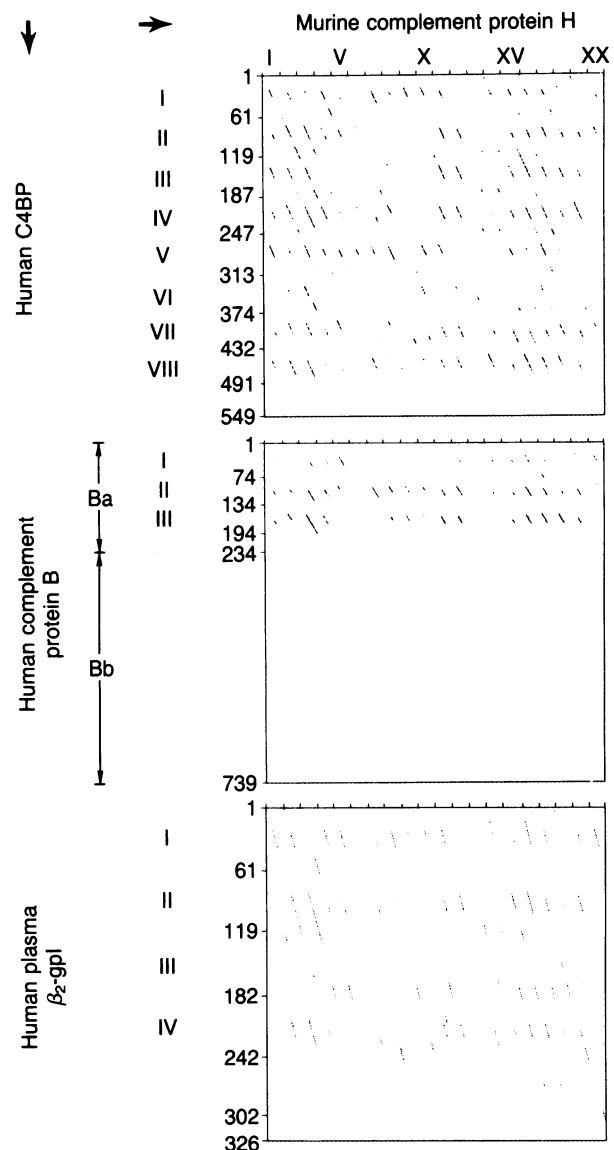 Murine complement protein H
I V X XV XX
Human C4BP
I
II
III
IV
V
VI
VII
VIII
1
61
119
187
247
313
374
432
491
549
Human complement
protein B
Ba
Bb
I
II
III
1
74
134
194
234
739
Human plasma
β₂-gpI
I
II
III
IV
1
61
119
182
242
302
326